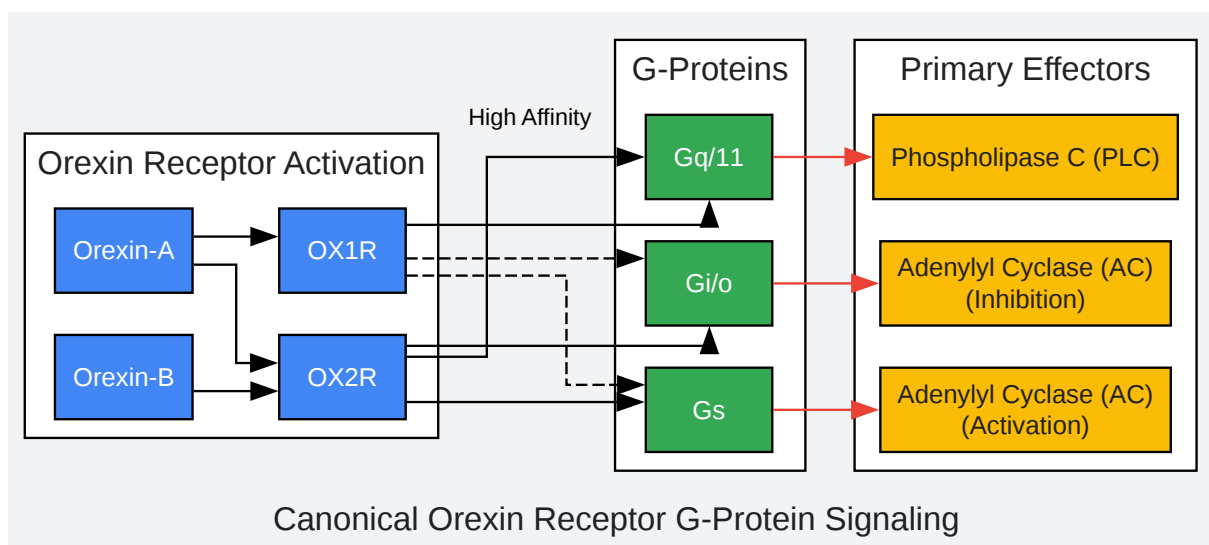 G-Proteins
Primary Effectors
High Affinity
Orexin Receptor Activation
Gq/11
Phospholipase C (PLC)
Orexin-A
OX1R
Gi/o
Adenylyl Cyclase (AC)
(Inhibition)
Orexin-B
OX2R
Gs
Adenylyl Cyclase (AC)
(Activation)
Canonical Orexin Receptor G-Protein Signaling